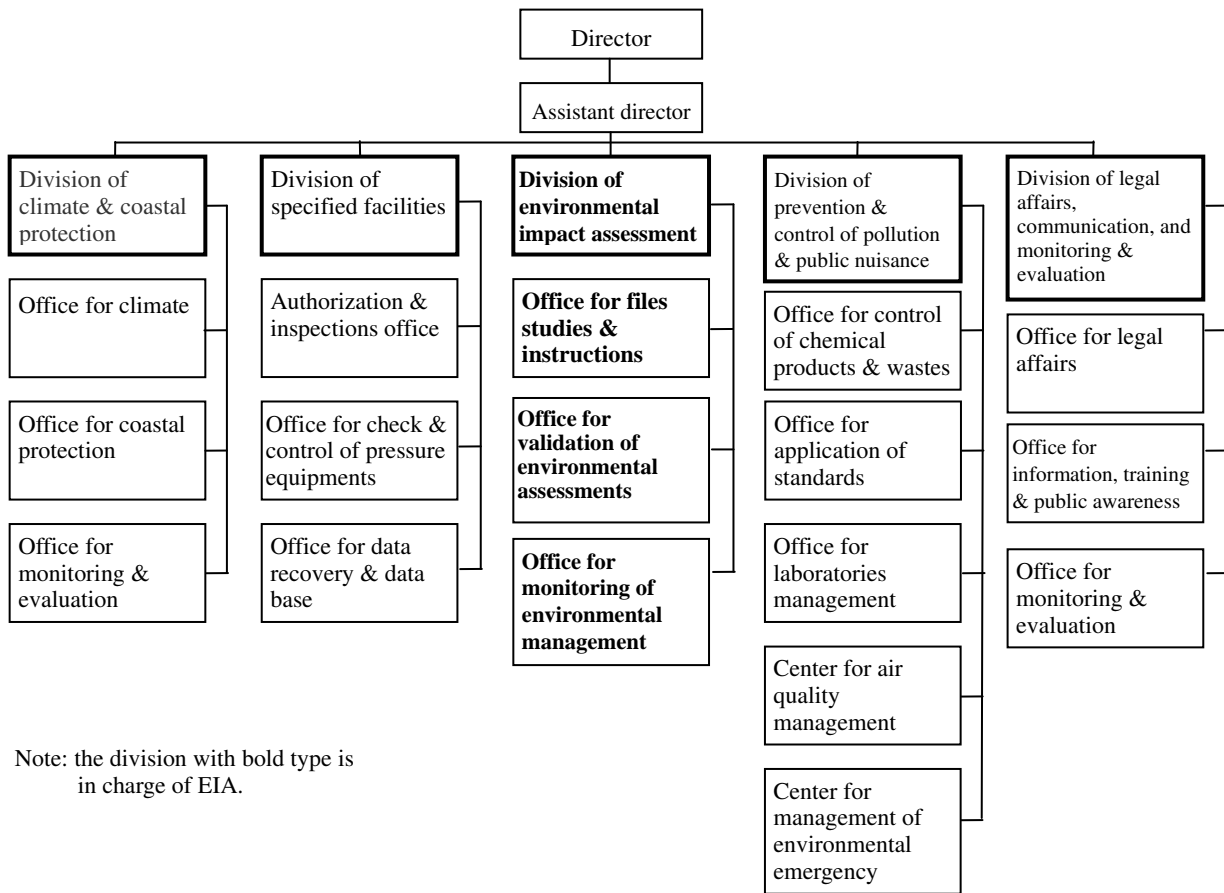 Director
Assistant director
Division of
climate & coastal
protection
Office for climate
Office for coastal
protection
Office for
monitoring &
evaluation
Division of
specified facilities
Authorization &
inspections office
Office for check &
control of pressure
equipments
Office for data
recovery & data
base
Division of
environmental
impact assessment
Office for files
studies &
instructions
Office for
validation of
environmental
assessments
Office for
monitoring of
environmental
management
Division of
prevention &
control of pollution
& public nuisance
Office for control
of chemical
products & wastes
Office for
application of
standards
Office for
laboratories
management
Center for air
quality
management
Center for
management of
environmental
emergency
Division of legal
affairs,
communication, and
monitoring &
evaluation
Office for legal
affairs
Office for
information, training
& public awareness
Office for
monitoring &
evaluation
Note: the division with bold type is
in charge of EIA.